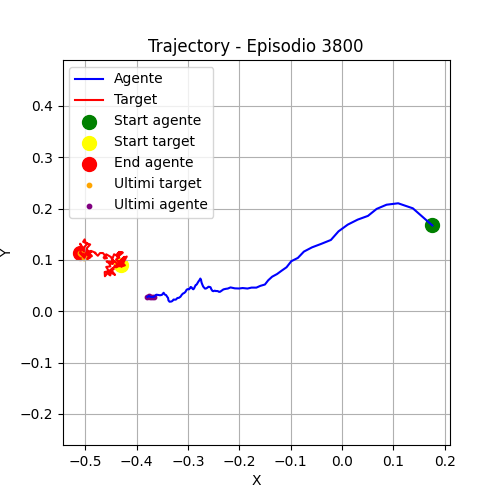 Trajectory - Episodio 3800
Agente
Target
Start agente
Start target
End agente
Ultimi target
Ultimi agente
0.4
0.3
0.2
0.1
0.0
−0.1
−0.2
Y
−0.5
−0.4
−0.3
−0.2
−0.1
0.0
0.1
0.2
X